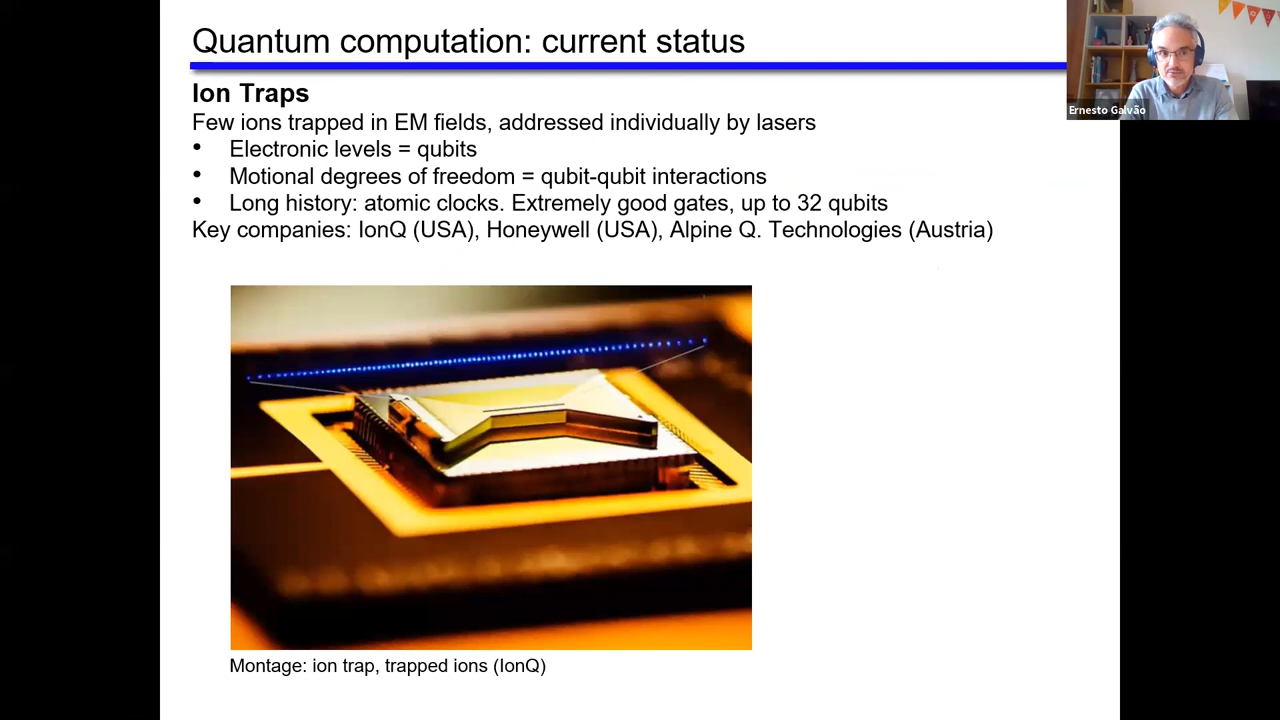 Quantum computation: current status
Ernesto Galvão
Ion Traps
Few ions trapped in EM fields, addressed individually by lasers
• Electronic levels = qubits
• Motional degrees of freedom = qubit-qubit interactions
• Long history: atomic clocks. Extremely good gates, up to 32 qubits
Key companies: IonQ (USA), Honeywell (USA), Alpine Q. Technologies (Austria)
Montage: ion trap, trapped ions (IonQ)